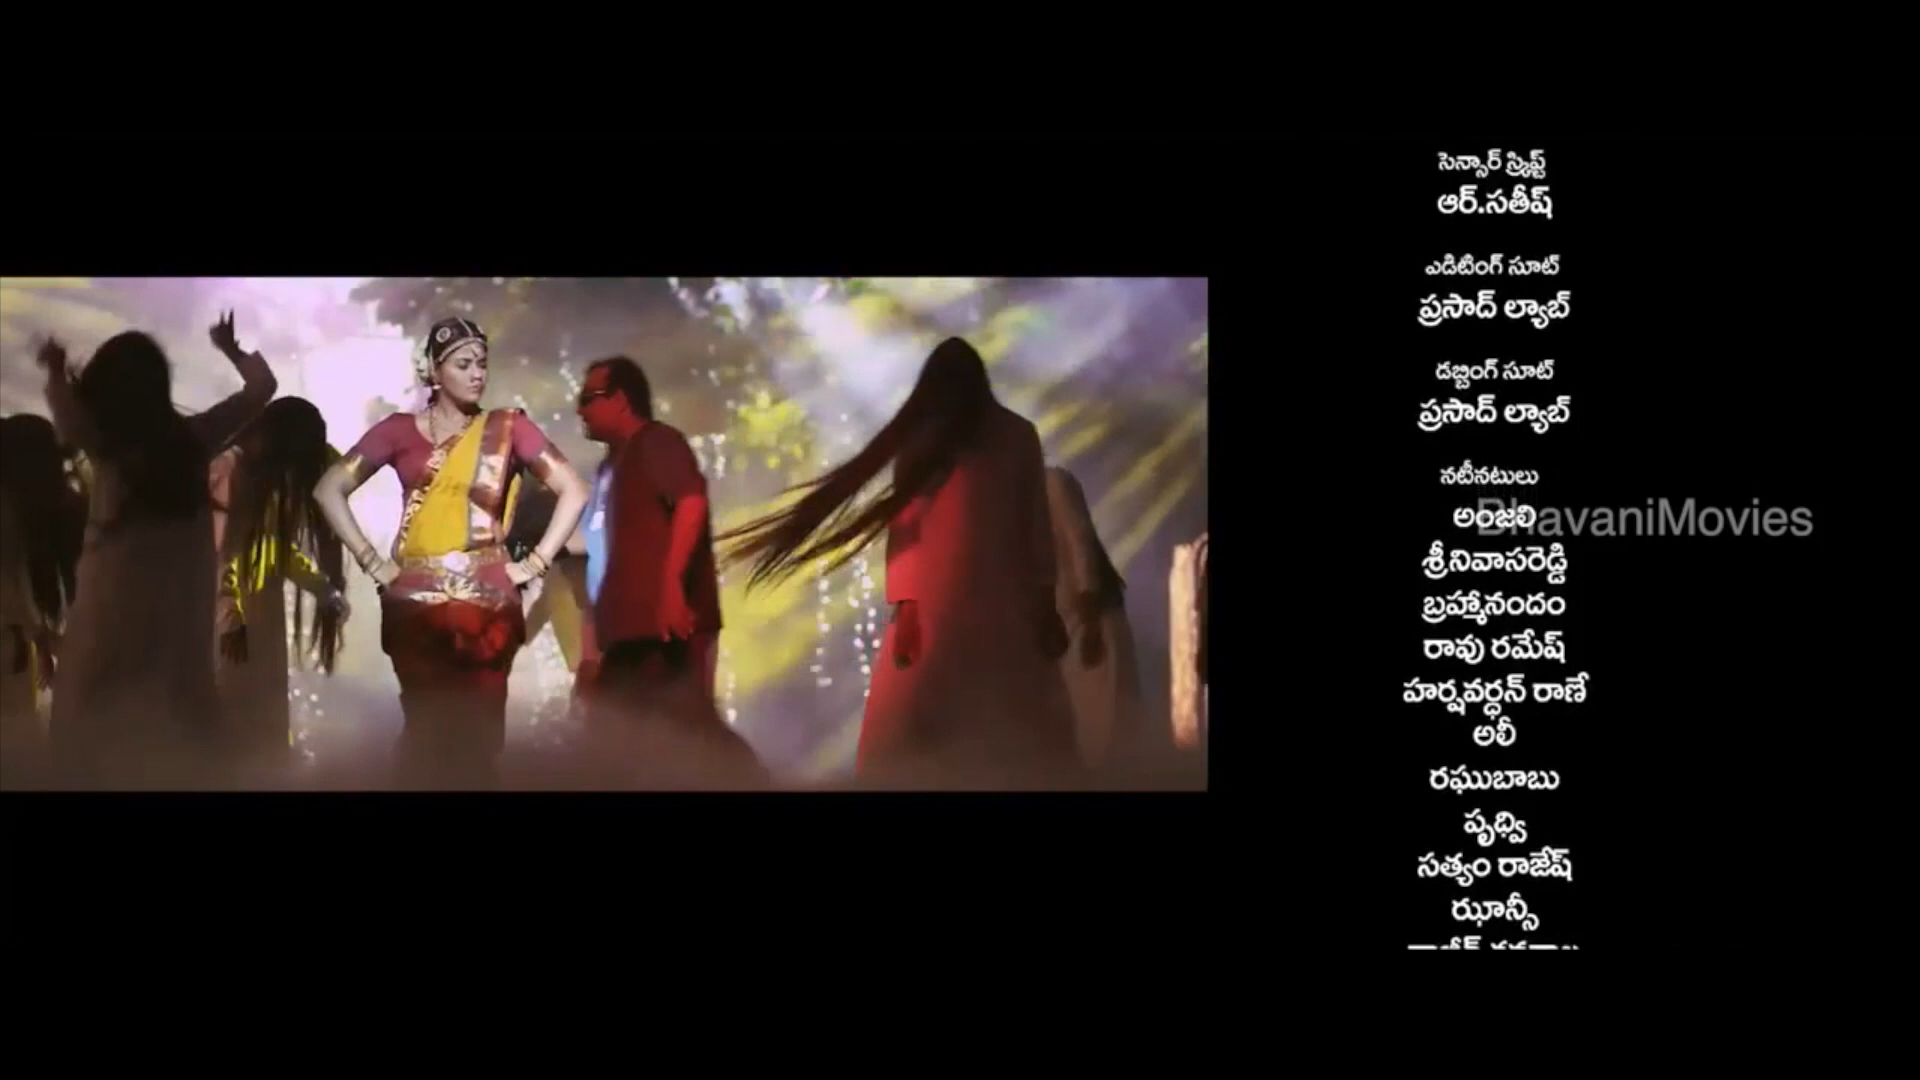 సెన్సార్ స్క్రిప్ట్
ఆర్.సతీష్
ఎడిటింగ్ సూట్
ప్రసాద్ ల్యాబ్
డబ్బింగ్ సూట్
ప్రసాద్ ల్యాబ్
నటీనటులు
అంజలి
BhavaniMovies
శ్రీనివాసరెడ్డి
బ్రహ్మానందం
రావు రమేష్
హర్షవర్ధన్ రాణే
అలీ
రఘుబాబు
పృధ్వి
సత్యం రాజేష్
ఝాన్సీ